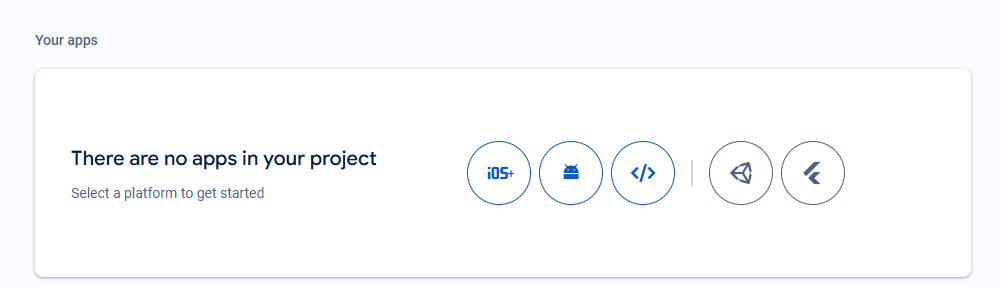 Your apps
There are no apps in your project
Select a platform to get started
iOS+